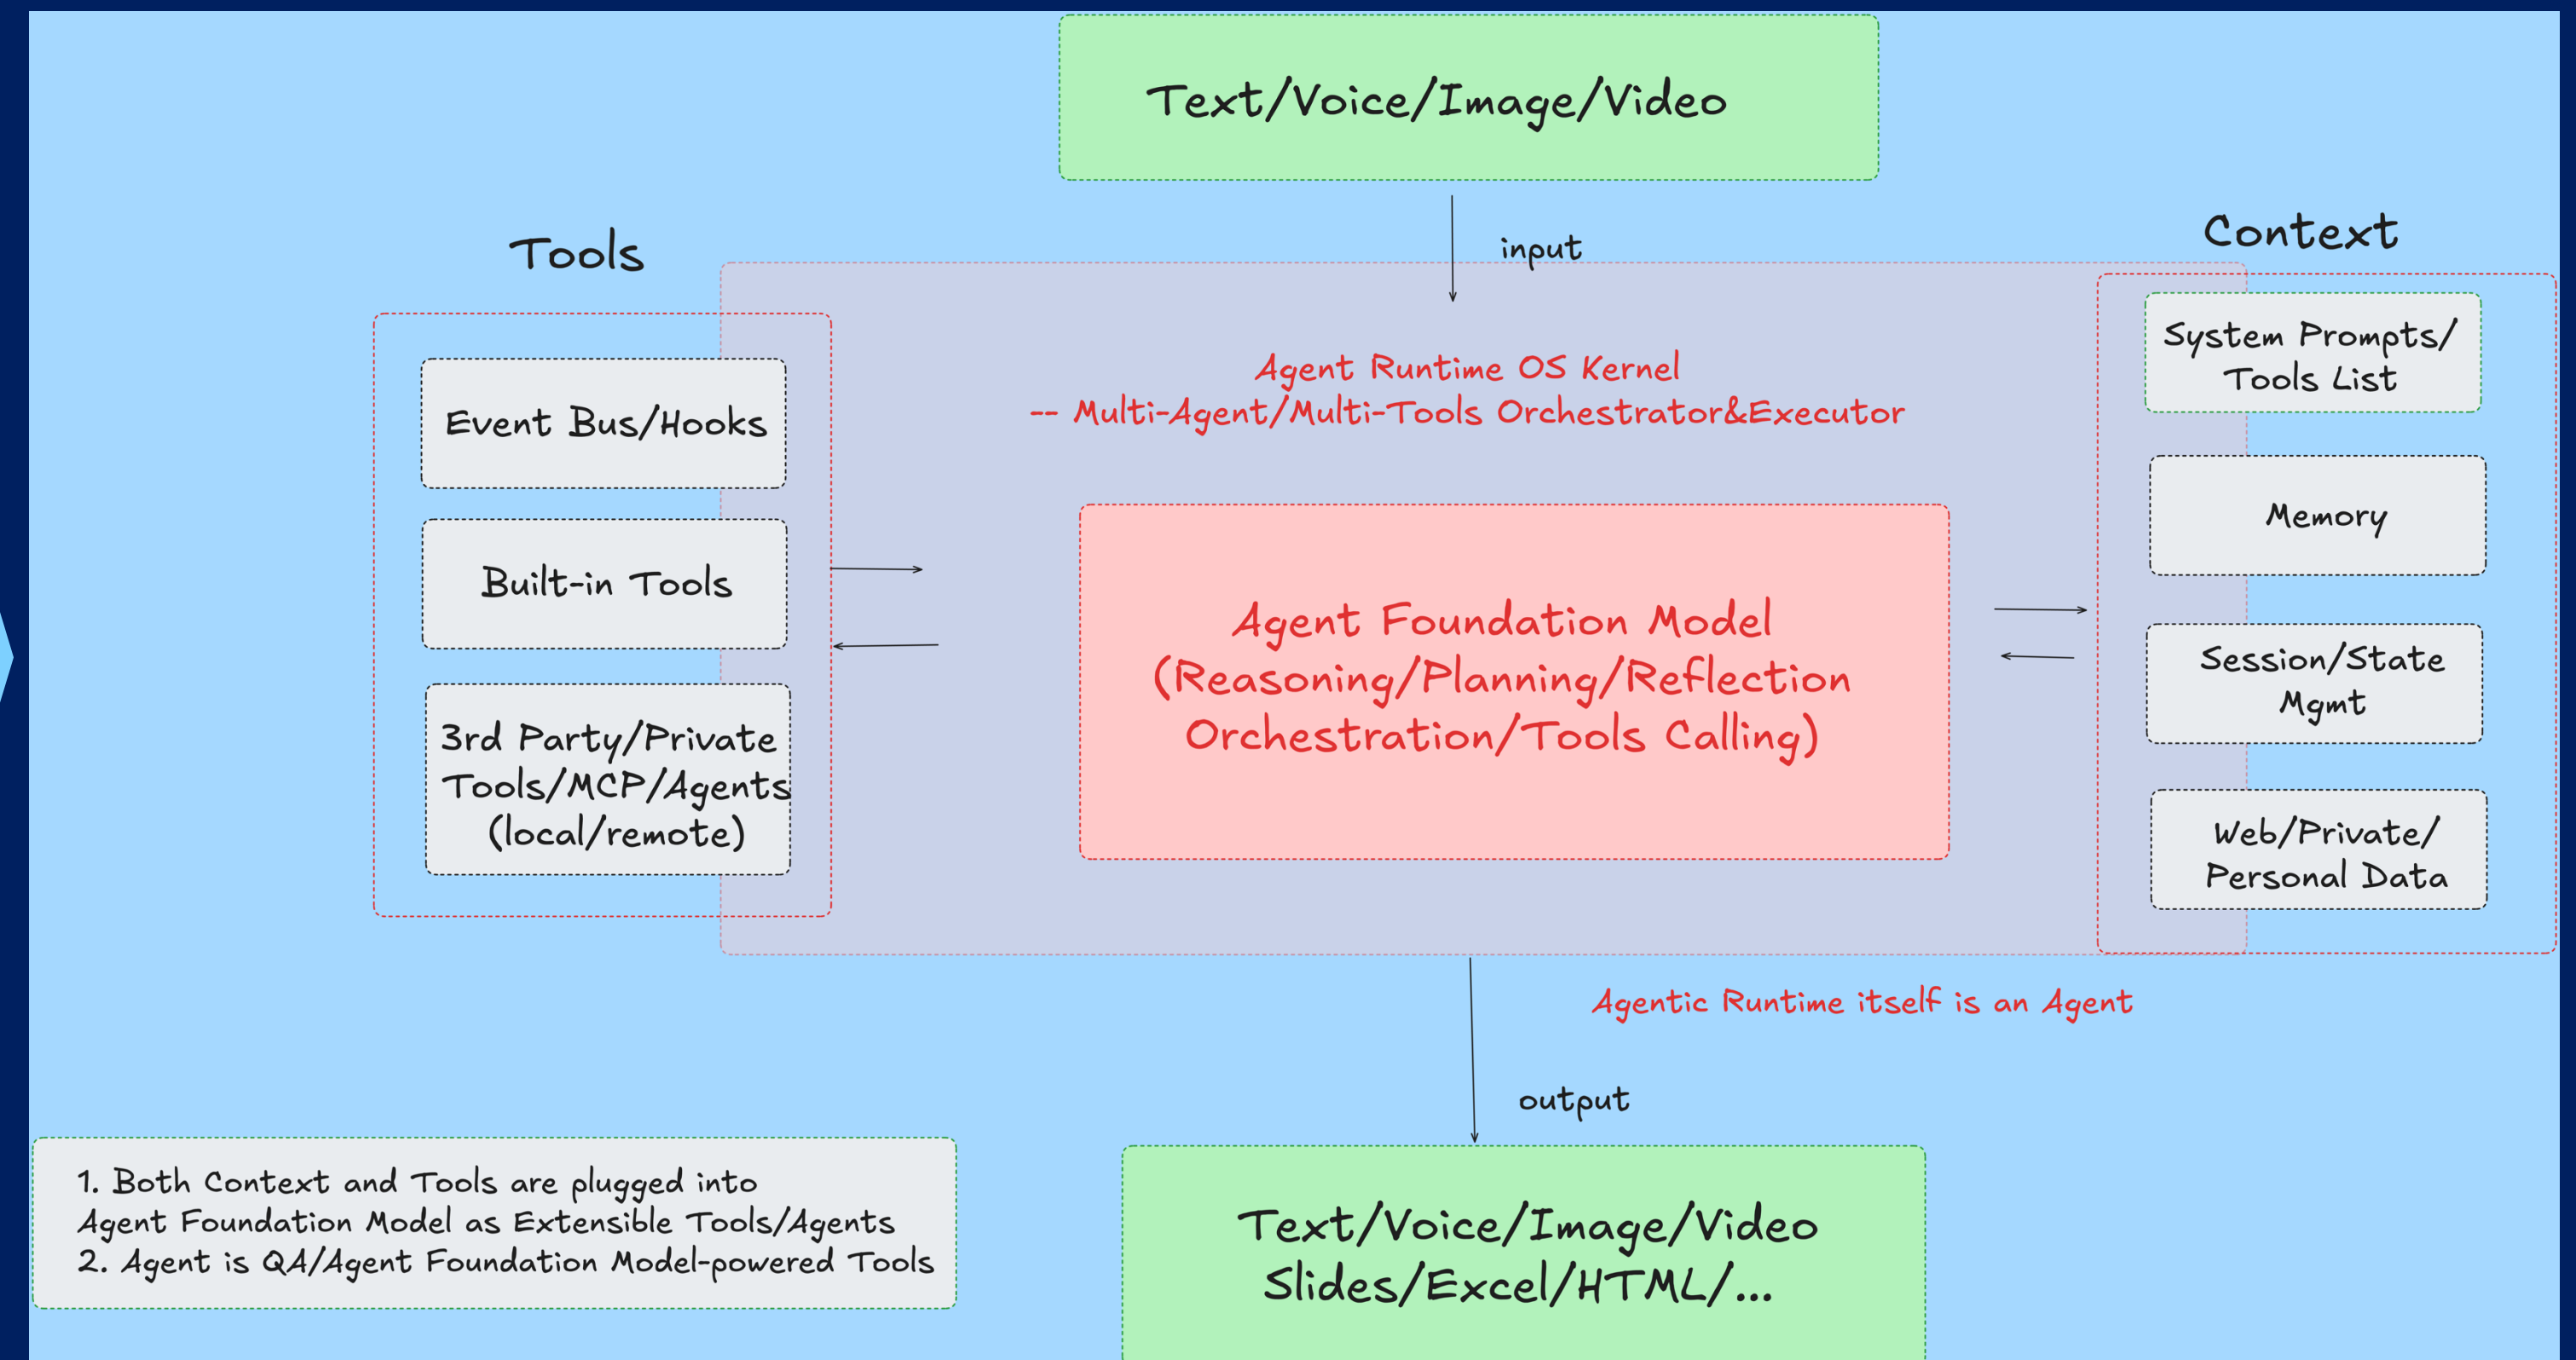 Text/Voice/Image/Video
input
Tools
Context
Event Bus/Hooks
Built-in Tools
3rd Party/Private
Tools/MCP/Agents
(local/remote)
Agent Runtime OS Kernel
-- Multi-Agent/Multi-Tools Orchestrator&Executor
Agent Foundation Model
(Reasoning/Planning/Reflection
Orchestration/Tools Calling)
System Prompts/
Tools List
Memory
Session/State
Mgmt
Web/Private/
Personal Data
Agentic Runtime itself is an Agent
output
1. Both Context and Tools are plugged into
Agent Foundation Model as Extensible Tools/Agents
2. Agent is QA/Agent Foundation Model-powered Tools
Text/Voice/Image/Video
Slides/Excel/HTML/...